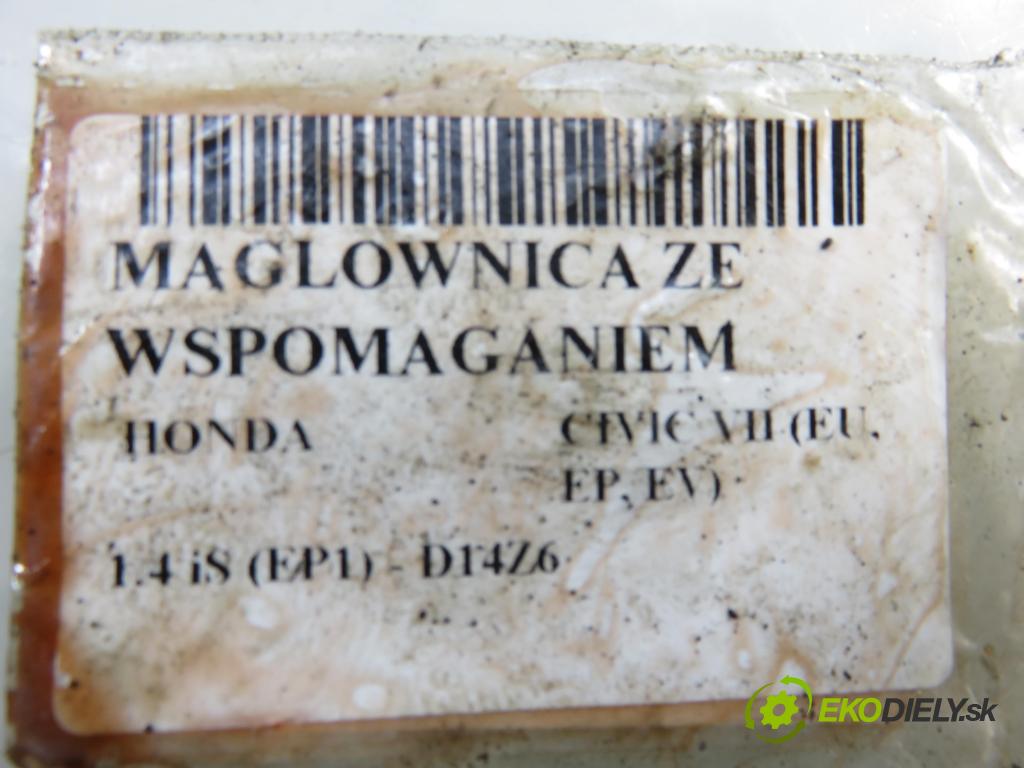 MAGLOWNICA ZE
WSPOMAGANIEM
HONDA CIVIC VII (EU,
EP, EV)
1.4 iS (EP1) - D14Z6
EKODIELY.sk